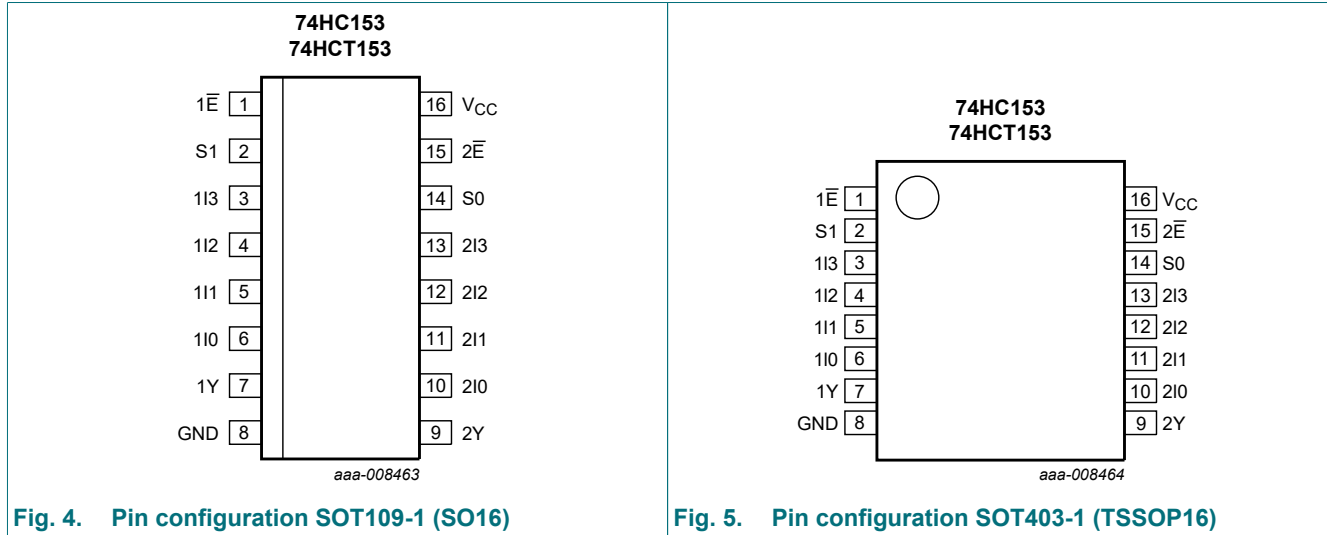 74HC153
74HCT153
1E̅ 1
16 VCC
S1 2
15 2E̅
1I3 3
14 S0
1I2 4
13 2I3
1I1 5
12 2I2
1I0 6
11 2I1
1Y 7
10 2I0
GND 8
9 2Y
aaa-008463
Fig. 4. Pin configuration SOT109-1 (SO16)
74HC153
74HCT153
1E̅ 1
16 VCC
S1 2
15 2E̅
1I3 3
14 S0
1I2 4
13 2I3
1I1 5
12 2I2
1I0 6
11 2I1
1Y 7
10 2I0
GND 8
9 2Y
aaa-008464
Fig. 5. Pin configuration SOT403-1 (TSSOP16)